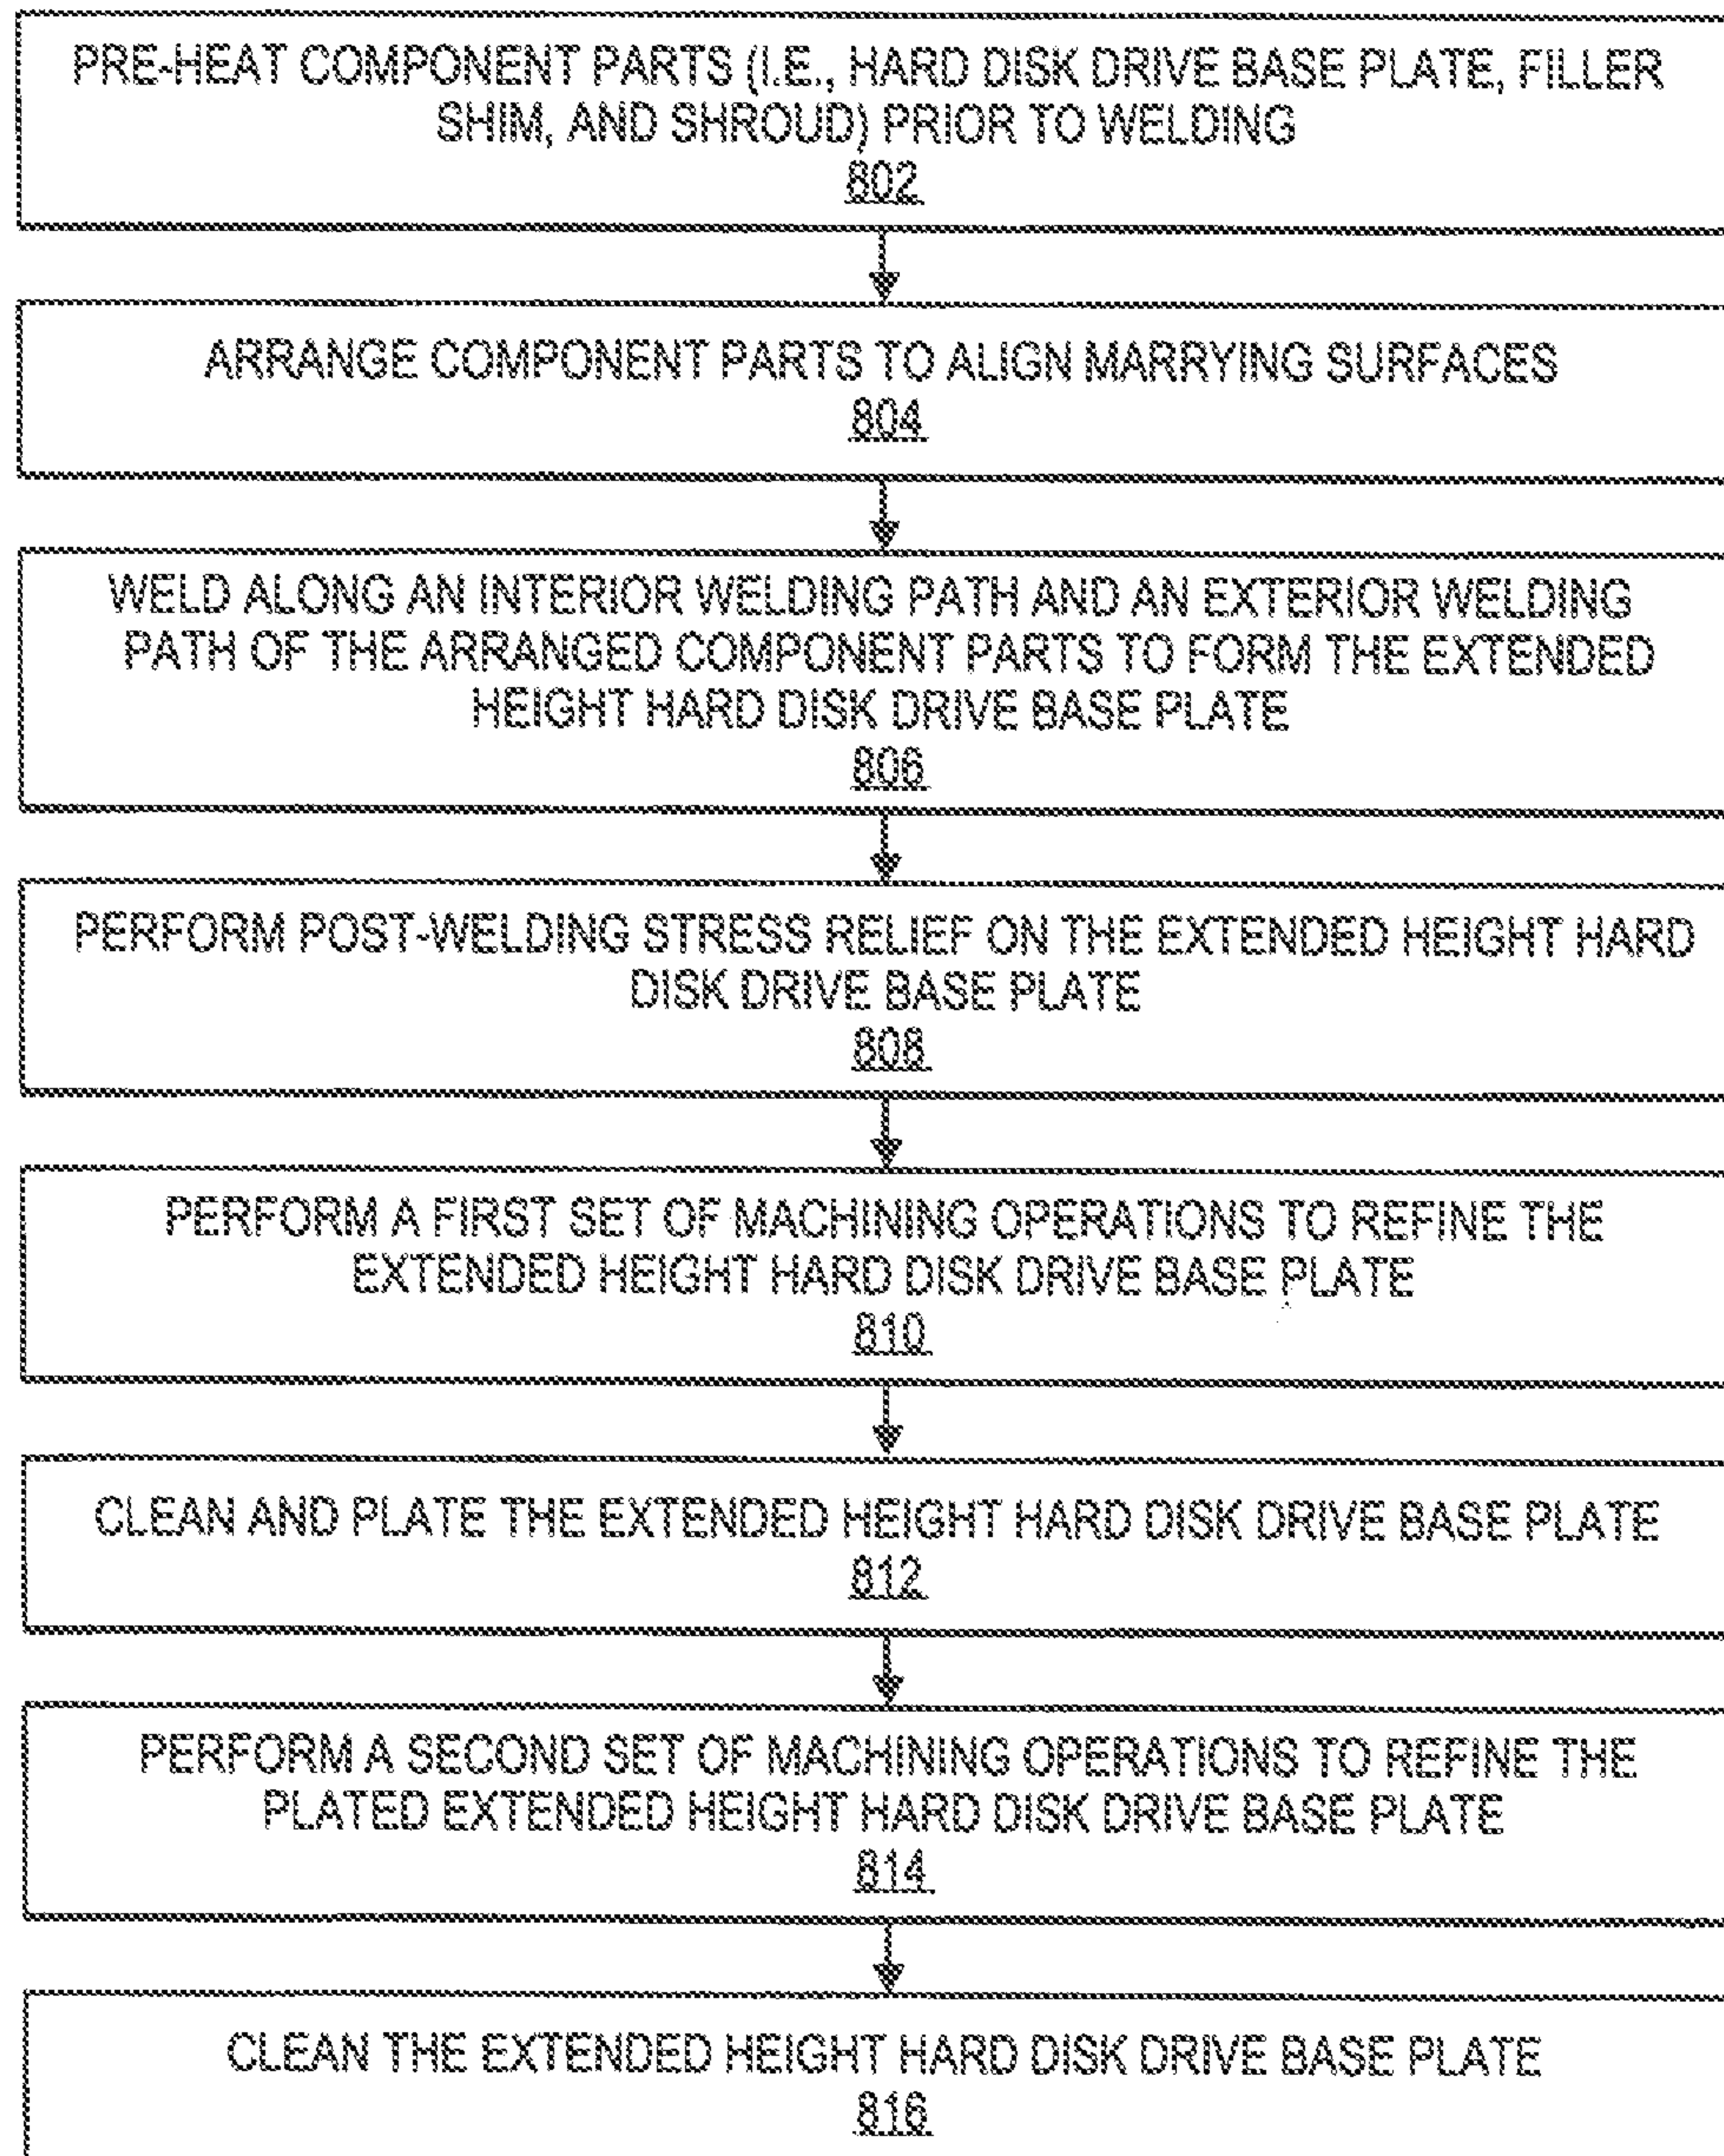 PRE-HEAT COMPONENT PARTS (I.E., HARD DISK DRIVE BASE PLATE, FILLER
SHIM, AND SHROUD) PRIOR TO WELDING
802
ARRANGE COMPONENT PARTS TO ALIGN MARRYING SURFACES
804
WELD ALONG AN INTERIOR WELDING PATH AND AN EXTERIOR WELDING
PATH OF THE ARRANGED COMPONENT PARTS TO FORM THE EXTENDED
HEIGHT HARD DISK DRIVE BASE PLATE
806
PERFORM POST-WELDING STRESS RELIEF ON THE EXTENDED HEIGHT HARD
DISK DRIVE BASE PLATE
808
PERFORM A FIRST SET OF MACHINING OPERATIONS TO REFINE THE
EXTENDED HEIGHT HARD DISK DRIVE BASE PLATE
810
CLEAN AND PLATE THE EXTENDED HEIGHT HARD DISK DRIVE BASE PLATE
812
PERFORM A SECOND SET OF MACHINING OPERATIONS TO REFINE THE
PLATED EXTENDED HEIGHT HARD DISK DRIVE BASE PLATE
814
CLEAN THE EXTENDED HEIGHT HARD DISK DRIVE BASE PLATE
816